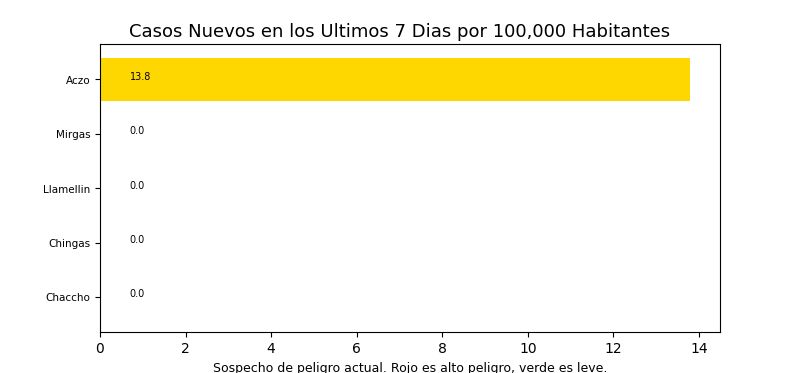 Casos Nuevos en los Ultimos 7 Dias por 100,000 Habitantes
Aczo 13.8
Mirgas 0.0
Llamellin 0.0
Chingas 0.0
Chaccho 0.0
0 2 4 6 8 10 12 14
Sospecho de peligro actual. Rojo es alto peligro, verde es leve.